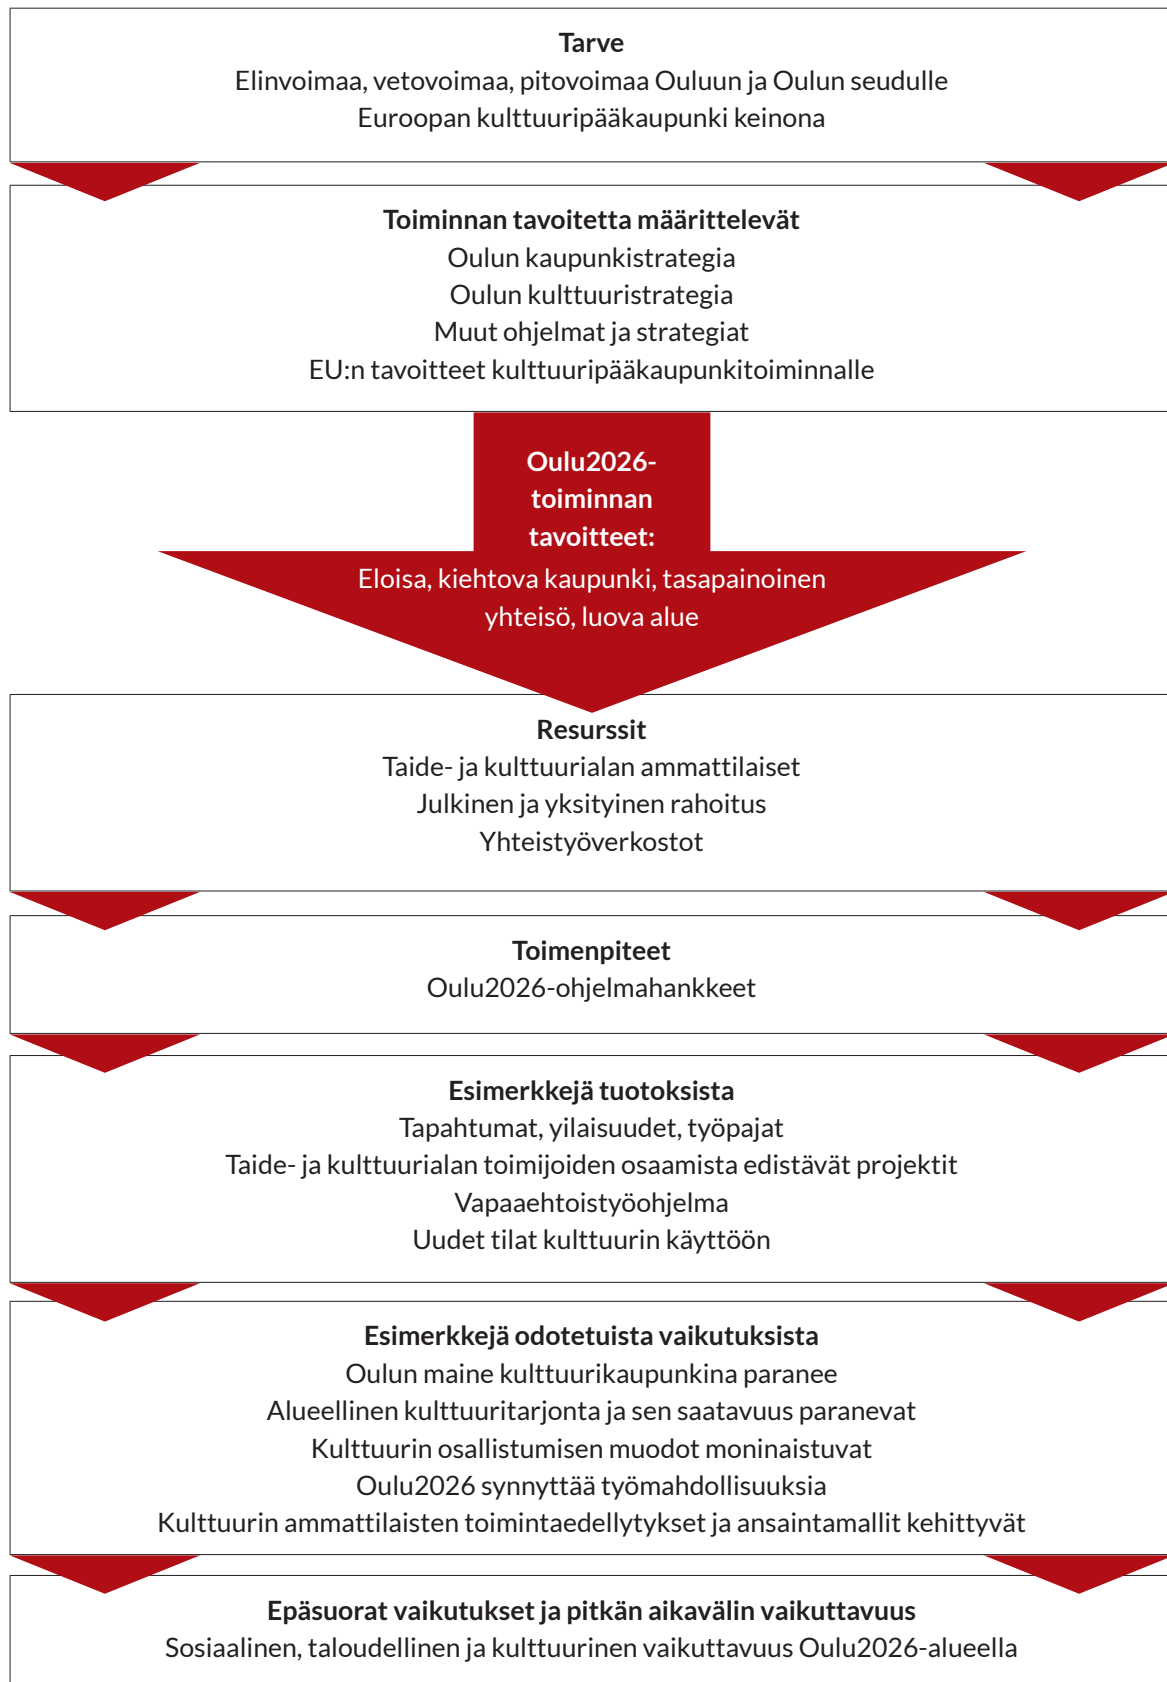 Tarve
Elinvoimaa, vetovoimaa, pitovoimaa Ouluun ja Oulun seudulle
Euroopan kulttuuripääkaupunki keinona
Toiminnan tavoitetta määrittelevät
Oulun kaupunkistrategia
Oulun kulttuuristrategia
Muut ohjelmat ja strategiat
EU:n tavoitteet kulttuuripääkaupunkitoiminnalle
Oulu2026-
toiminnan
tavoitteet:
Eloisa, kiehtova kaupunki, tasapainoinen
yhteisö, luova alue
Resurssit
Taide- ja kulttuurialan ammattilaiset
Julkinen ja yksityinen rahoitus
Yhteistyöverkostot
Toimenpiteet
Oulu2026-ohjelmahankkeet
Esimerkkejä tuotoksista
Tapahtumat, yilaisuudet, työpajat
Taide- ja kulttuurialan toimijoiden osaamista edistävät projektit
Vapaaehtoistyöohjelma
Uudet tilat kulttuurin käyttöön
Esimerkkejä odotetuista vaikutuksista
Oulun maine kulttuurikaupunkina paranee
Alueellinen kulttuuritarjonta ja sen saatavuus paranevat
Kulttuurin osallistumisen muodot moninaistuvat
Oulu2026 synnyttää työmahdollisuuksia
Kulttuurin ammattilaisten toimintaedellytykset ja ansaintamallit kehittyvät
Epäsuorat vaikutukset ja pitkän aikavälin vaikuttavuus
Sosiaalinen, taloudellinen ja kulttuurinen vaikuttavuus Oulu2026-alueella